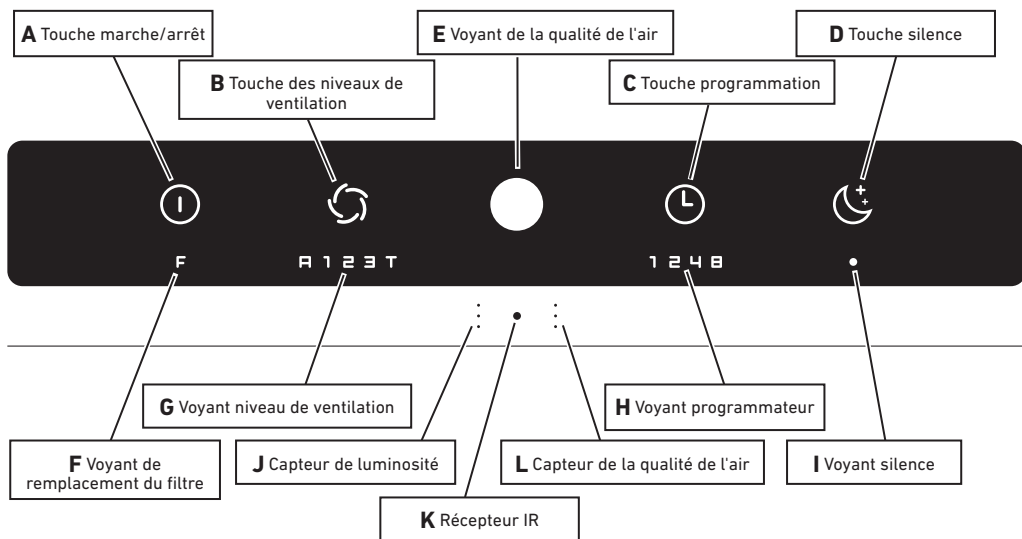 A Touche marche/arrêt
E Voyant de la qualité de l'air
D Touche silence
B Touche des niveaux de
ventilation
C Touche programmation
F
A 1 2 3 T
1 2 4 8
G Voyant niveau de ventilation
H Voyant programmateur
F Voyant de
remplacement du filtre
J Capteur de luminosité
L Capteur de la qualité de l'air
I Voyant silence
K Récepteur IR